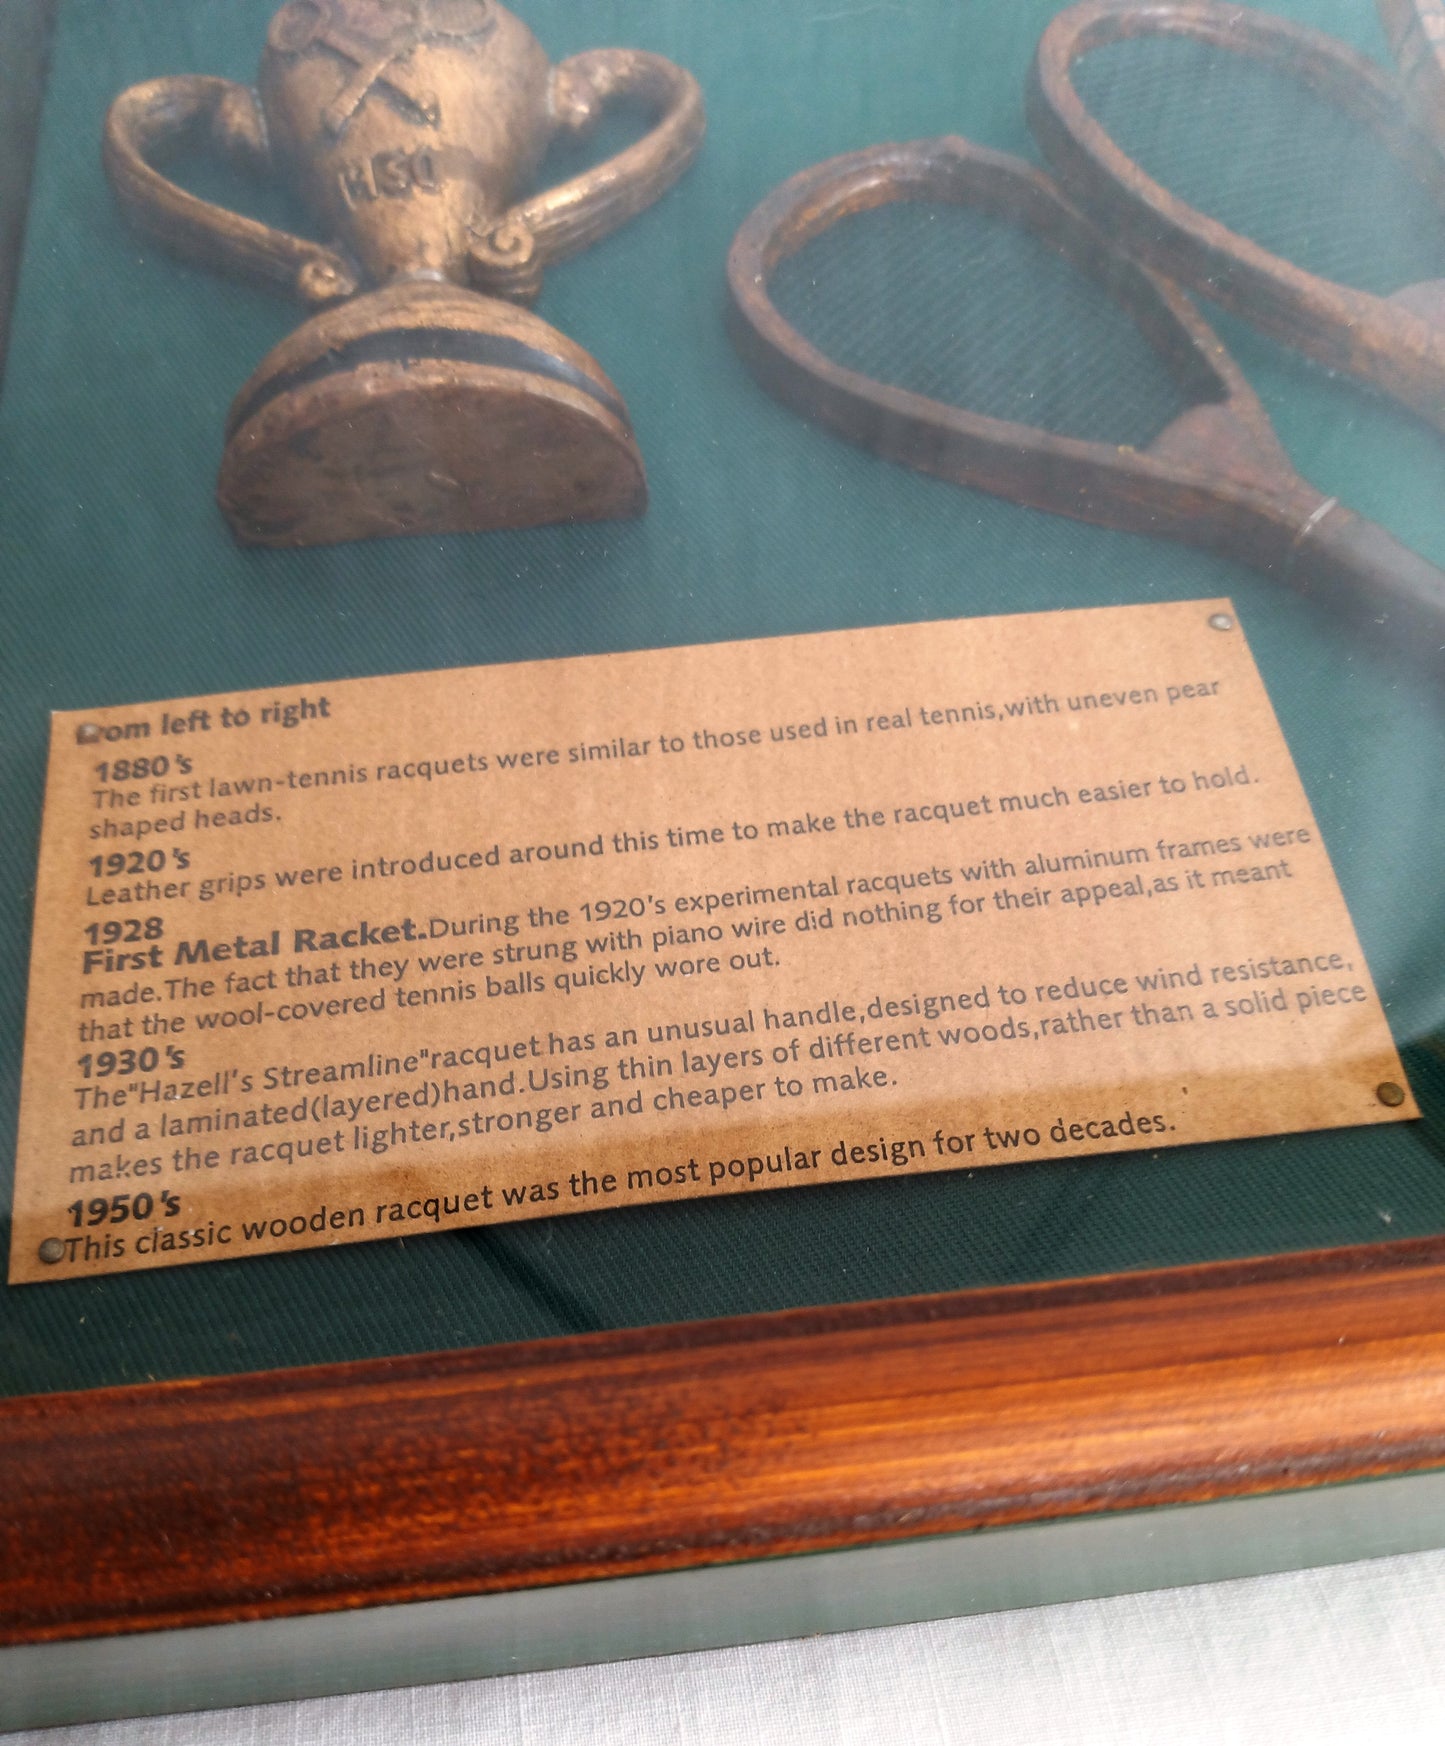 HSC
From left to right
1880's
The first lawn-tennis racquets were similar to those used in real tennis,with uneven pear
shaped heads.
1920's
Leather grips were introduced around this time to make the racquet much easier to hold.
1928
First Metal Racket.During the 1920's experimental racquets with aluminum frames were
made.The fact that they were strung with piano wire did nothing for their appeal,as it meant
that the wool-covered tennis balls quickly wore out.
1930's
The"Hazell's Streamline"racquet has an unusual handle,designed to reduce wind resistance,
and a laminated(layered)hand.Using thin layers of different woods,rather than a solid piece
makes the racquet lighter,stronger and cheaper to make.
1950's
This classic wooden racquet was the most popular design for two decades.